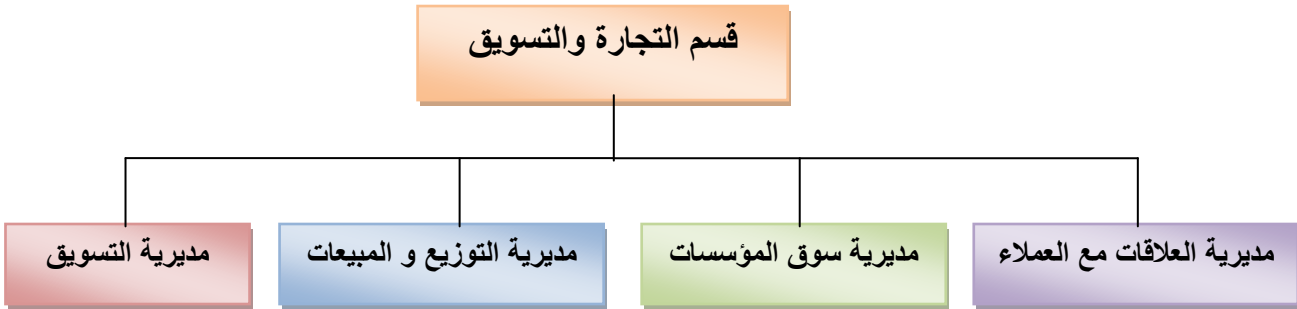 قسم التجارة والتسويق
مديرية العلاقات مع العملاء
مديرية سوق المؤسسات
مديرية التوزيع و المبيعات
مديرية التسويق